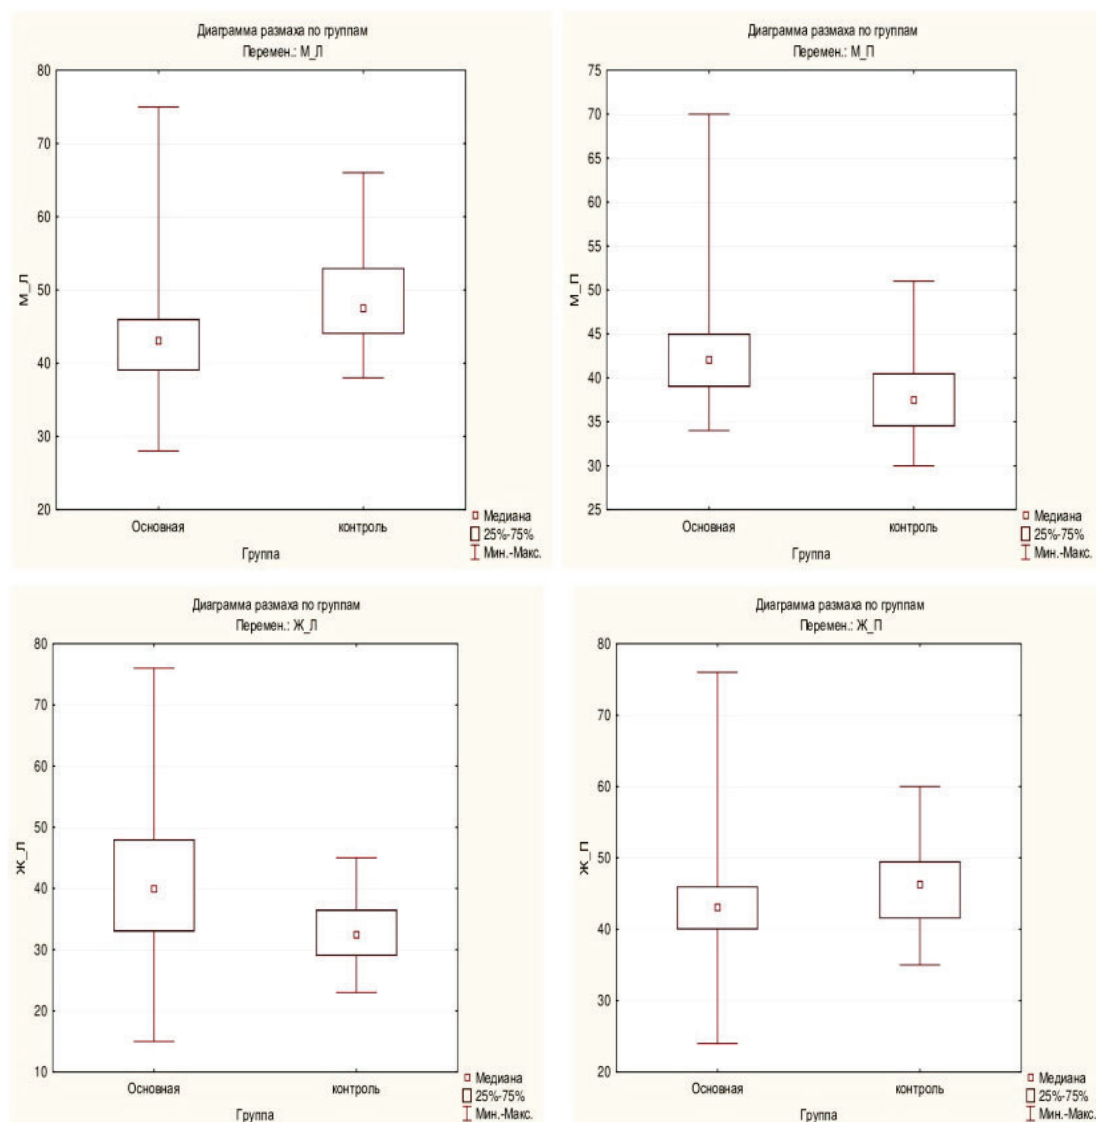 Диаграмма размаха по группам
Перемен.: М_Л
80
70
60
50
40
30
20
М_Л
Основная
контроль
Группа
Медиана
25%-75%
Мин.-Макс.
Диаграмма размаха по группам
Перемен.: М_П
75
70
65
60
55
50
45
40
35
30
25
М_П
Основная
контроль
Группа
Медиана
25%-75%
Мин.-Макс.
Диаграмма размаха по группам
Перемен.: Ж_Л
80
70
60
50
40
30
20
10
Ж_Л
Основная
контроль
Группа
Медиана
25%-75%
Мин.-Макс.
Диаграмма размаха по группам
Перемен.: Ж_П
80
70
60
50
40
30
20
Ж_П
Основная
контроль
Группа
Медиана
25%-75%
Мин.-Макс.